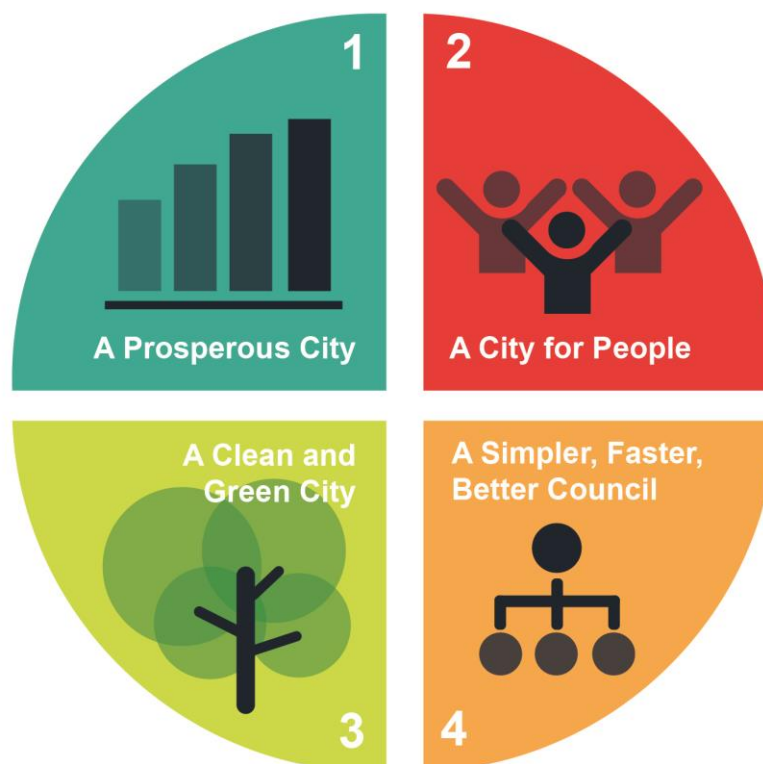 1
A Prosperous City
2
A City for People
A Clean and
Green City
3
A Simpler, Faster,
Better Council
4